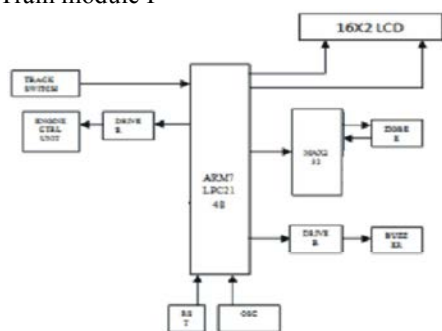 Train module 1
16X2 LCD
TRACK
SWITCH
ENGINE
CTRL
UNIT
DRIVE
R
ARM7
LPC21
48
MAX2
32
ZIGBE
E
DRIVE
R
BUZZ
ER
RS
T
OSC